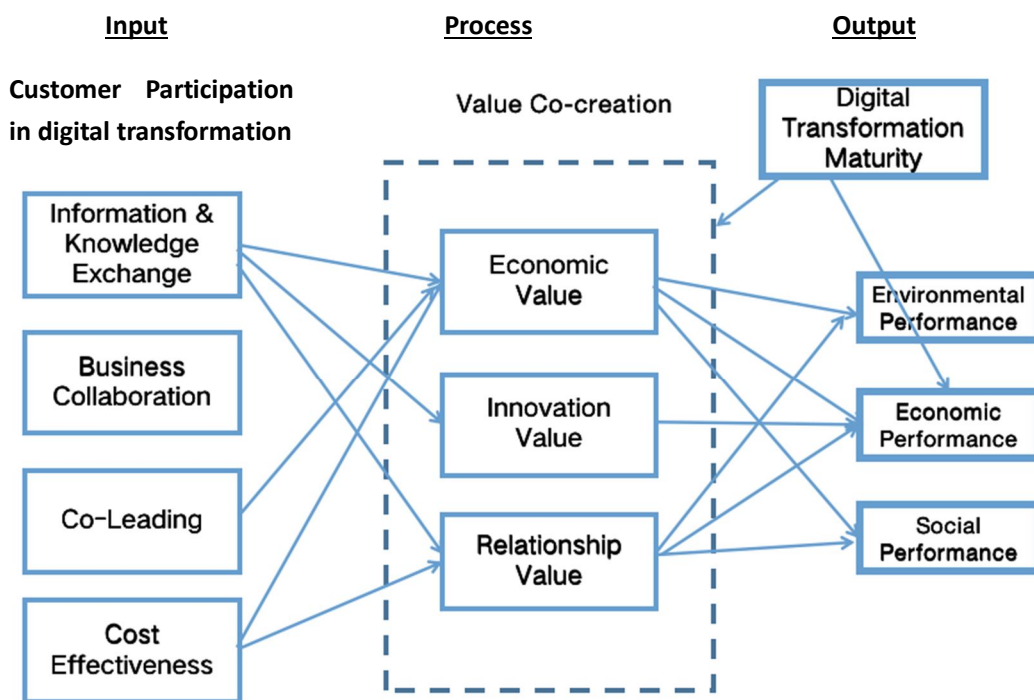 Input
Process
Output
Customer Participation
in digital transformation
Value Co-creation
Digital
Transformation
Maturity
Information &
Knowledge
Exchange
Business
Collaboration
Co-Leading
Cost
Effectiveness
Economic
Value
Innovation
Value
Relationship
Value
Environmental
Performance
Economic
Performance
Social
Performance